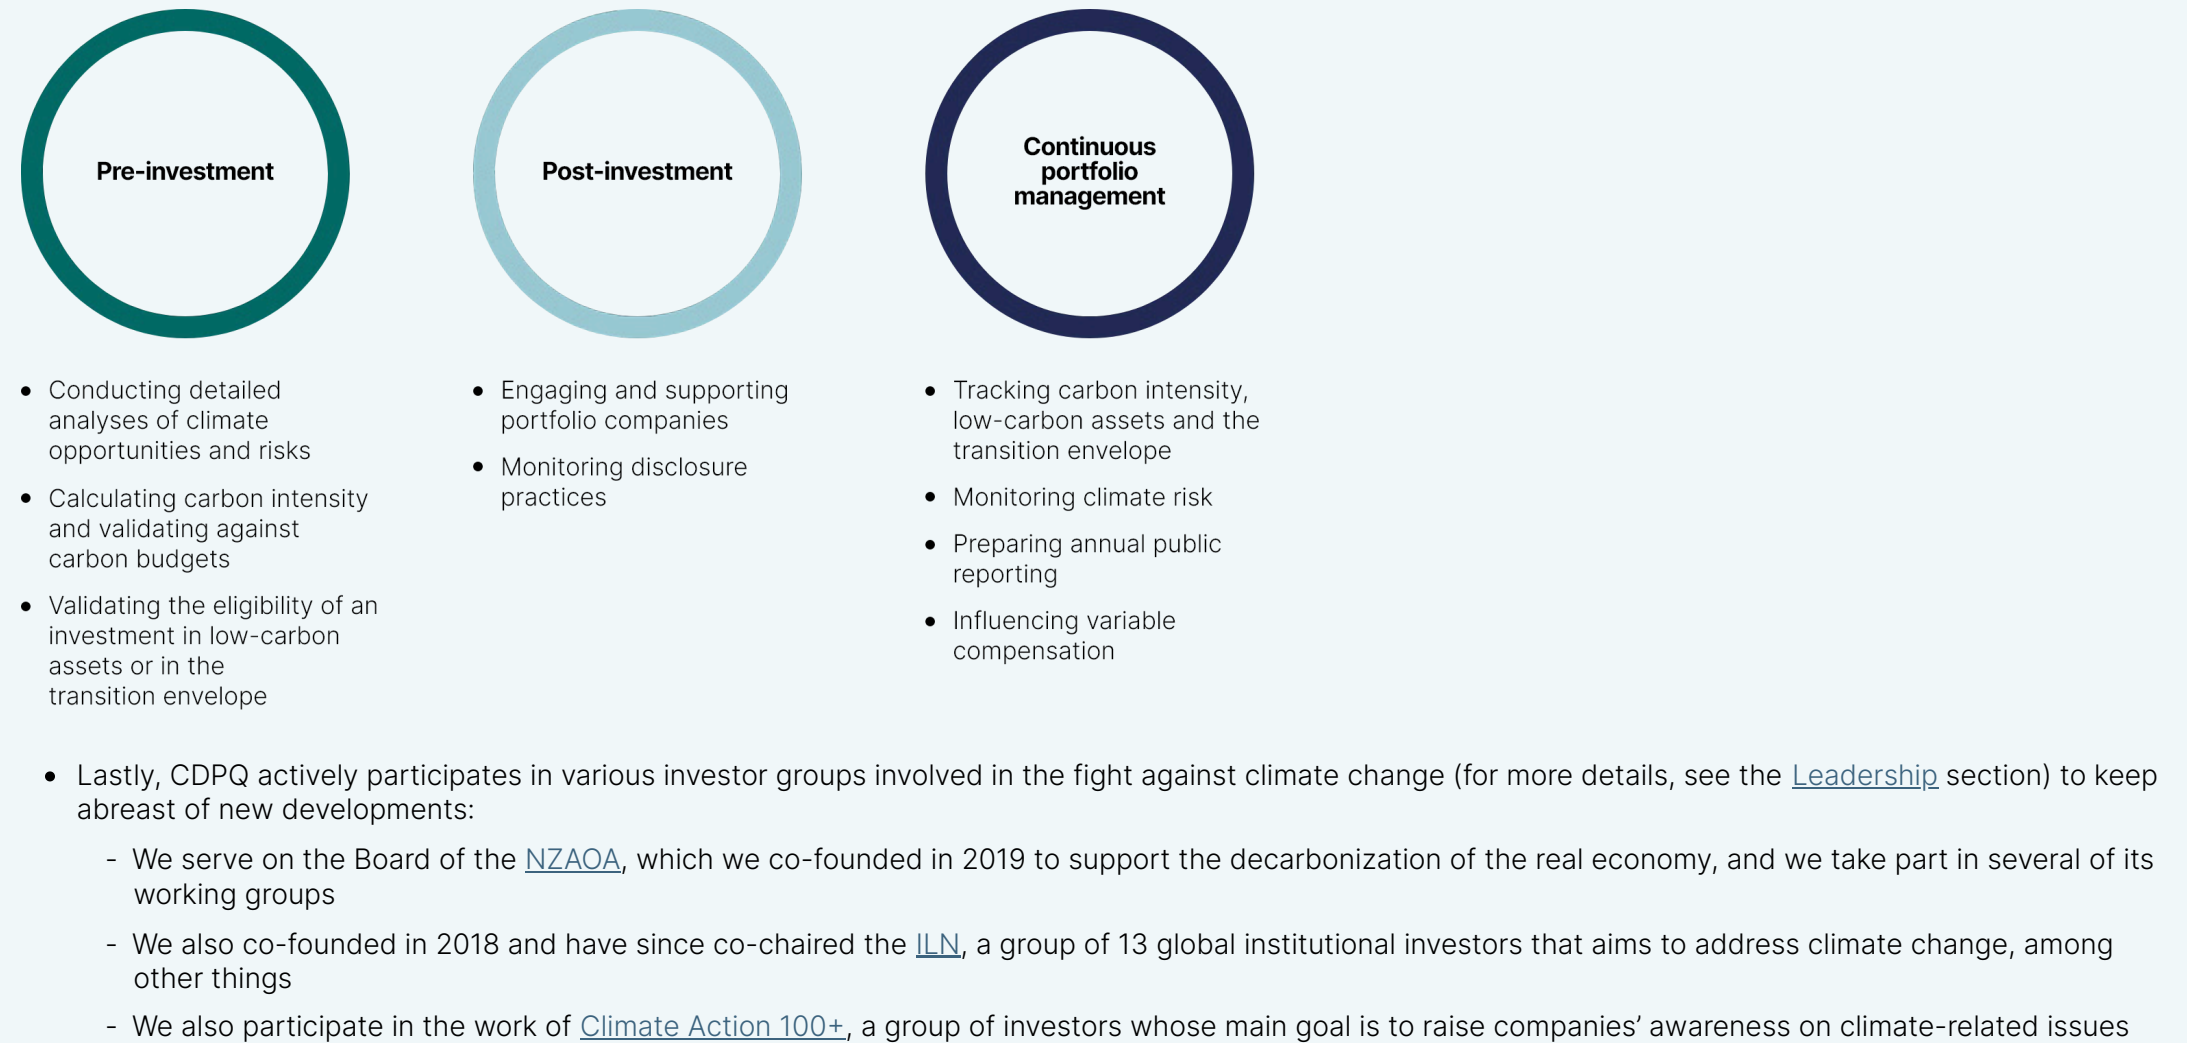 Pre-investment
Post-investment
Continuous
portfolio
management
• Conducting detailed
analyses of climate
opportunities and risks
• Calculating carbon intensity
and validating against
carbon budgets
• Validating the eligibility of an
investment in low-carbon
assets or in the
transition envelope
• Engaging and supporting
portfolio companies
• Monitoring disclosure
practices
• Tracking carbon intensity,
low-carbon assets and the
transition envelope
• Monitoring climate risk
• Preparing annual public
reporting
• Influencing variable
compensation
• Lastly, CDPQ actively participates in various investor groups involved in the fight against climate change (for more details, see the Leadership section) to keep
abreast of new developments:
- We serve on the Board of the NZAOA, which we co-founded in 2019 to support the decarbonization of the real economy, and we take part in several of its
working groups
- We also co-founded in 2018 and have since co-chaired the ILN, a group of 13 global institutional investors that aims to address climate change, among
other things
- We also participate in the work of Climate Action 100+, a group of investors whose main goal is to raise companies’ awareness on climate-related issues